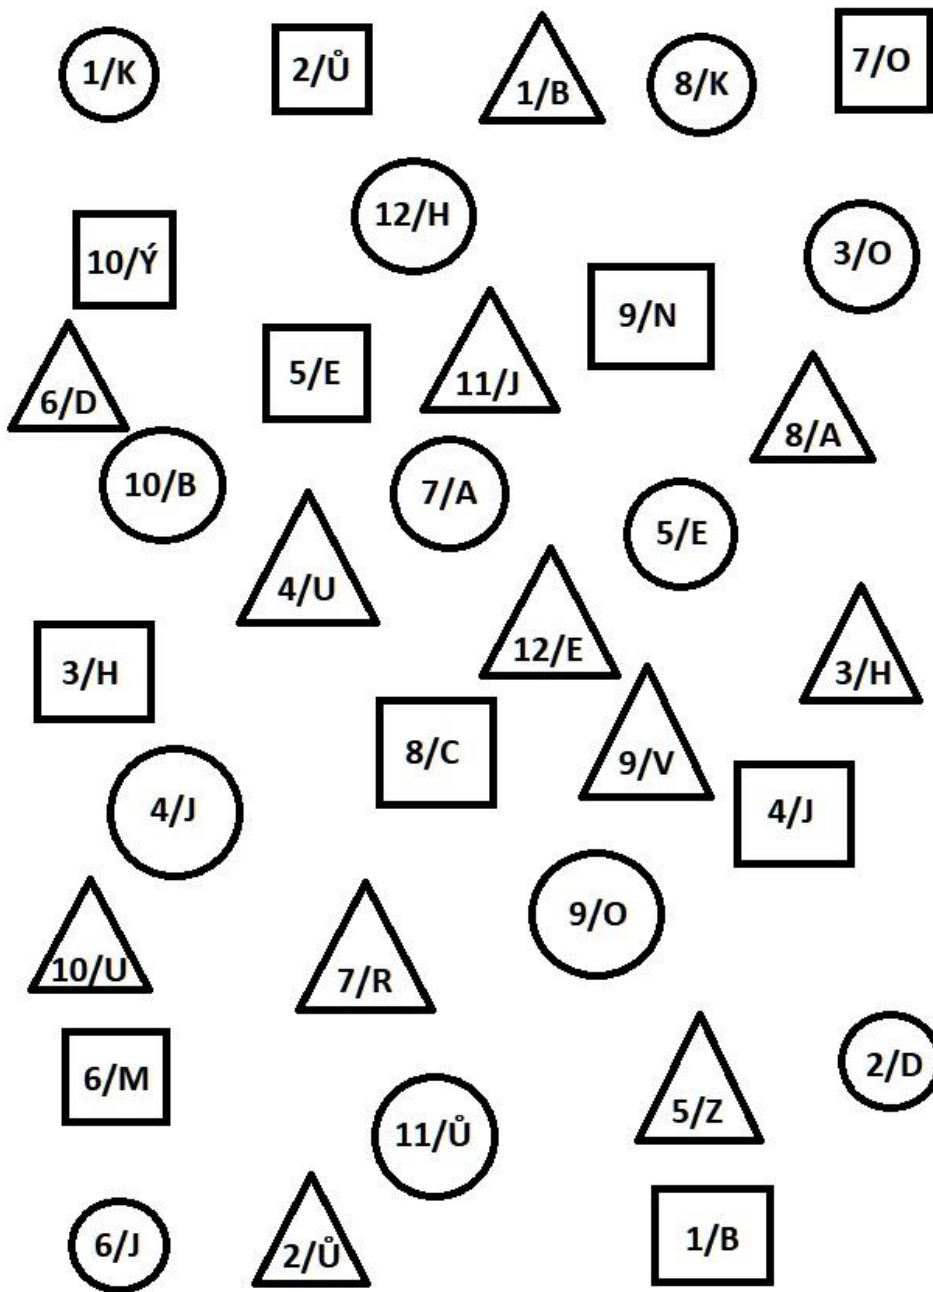 1/K 2/Ů 1/B 8/K 7/O
12/H
10/Ý 3/O
9/N
5/E 11/J
6/D 8/A
10/B 7/A
5/E
4/U
12/E
3/H 3/H
8/C 9/V
4/J 4/J
9/O
10/U 7/R
6/M 2/D
5/Z
11/Ů
6/J 2/Ů 1/B